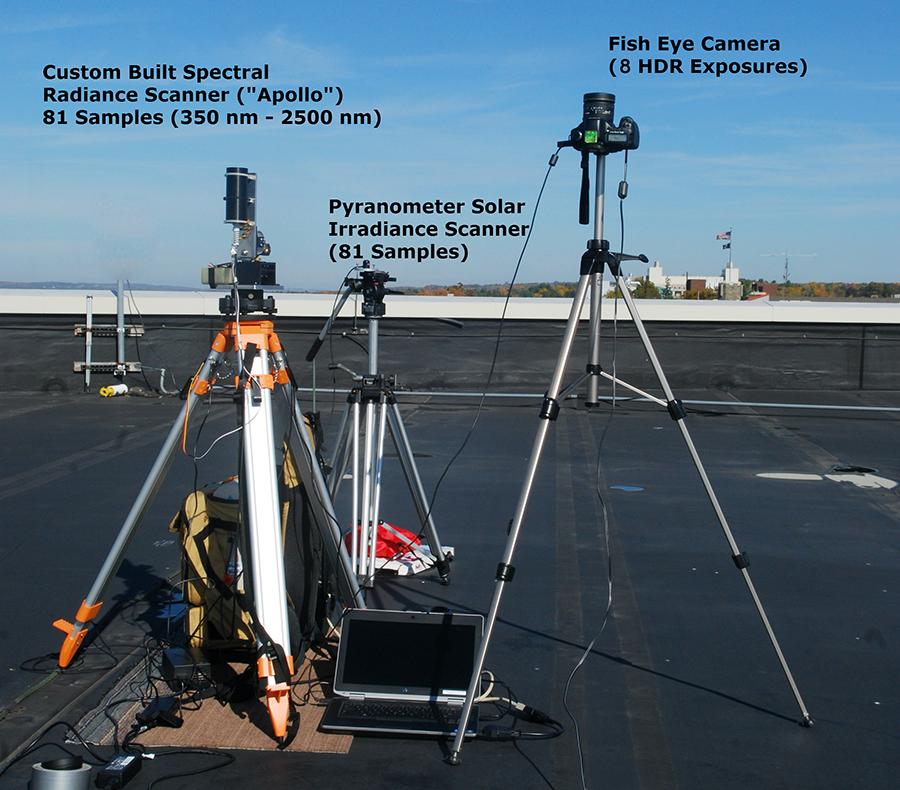 Custom Built Spectral
Radiance Scanner ("Apollo")
81 Samples (350 nm - 2500 nm)
Pyranometer Solar
Irradiance Scanner
(81 Samples)
Fish Eye Camera
(8 HDR Exposures)